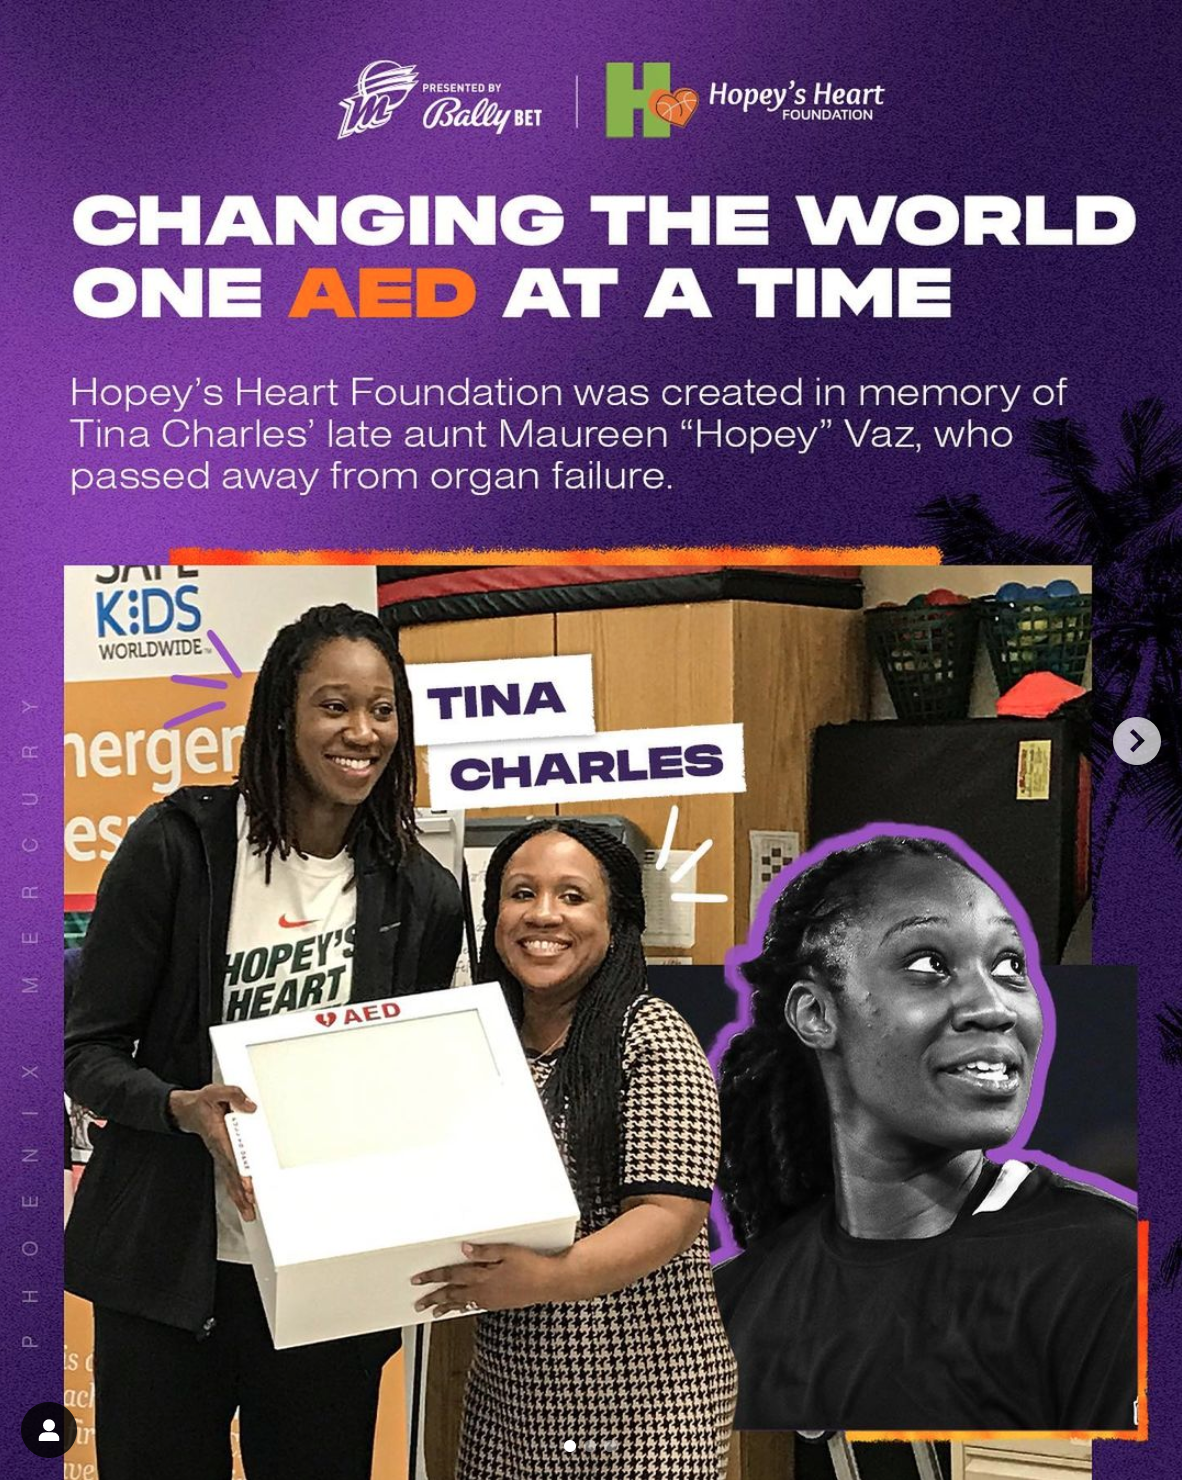 PRESENTED BY
Bally BET
Hopey's Heart
FOUNDATION
CHANGING THE WORLD
ONE AED AT A TIME
Hopey's Heart Foundation was created in memory of
Tina Charles' late aunt Maureen “Hopey” Vaz, who
passed away from organ failure.
SAFE
KIDS
WORLDWIDE
TINA
CHARLES
HOPEY'S
HEART
AED
PHOENIX MERCURY